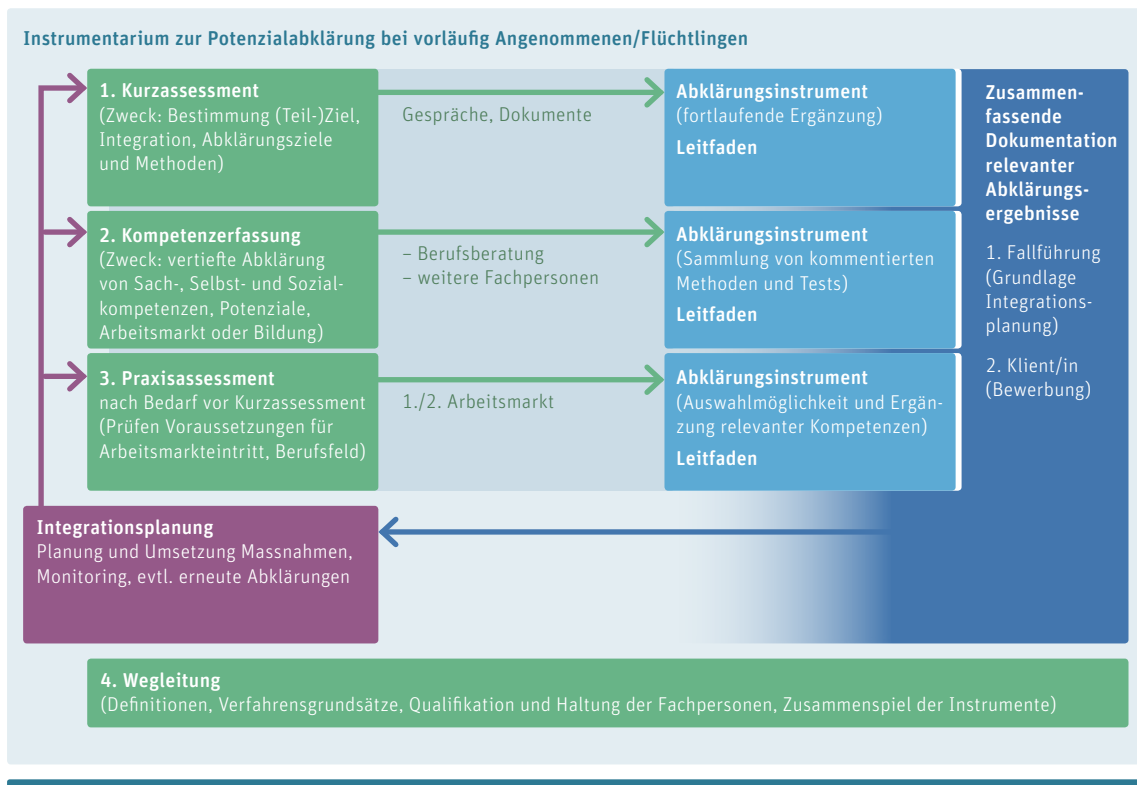 Instrumentarium zur Potenzialabklärung bei vorläufig Angenommenen/Flüchtlingen
1. Kurzassessment
(Zweck: Bestimmung (Teil-)Ziel,
Integration, Abklärungsziele
und Methoden)
Gespräche, Dokumente
Abklärungsinstrument
(fortlaufende Ergänzung)
Leitfaden
2. Kompetenzerfassung
(Zweck: vertiefte Abklärung
von Sach-, Selbst- und Sozial-
kompetenzen, Potenziale,
Arbeitsmarkt oder Bildung)
– Berufsberatung
– weitere Fachpersonen
Abklärungsinstrument
(Sammlung von kommentierten
Methoden und Tests)
Leitfaden
3. Praxisassessment
nach Bedarf vor Kurzassessment
(Prüfen Voraussetzungen für
Arbeitsmarkteintritt, Berufsfeld)
1./2. Arbeitsmarkt
Abklärungsinstrument
(Auswahlmöglichkeit und Ergän-
zung relevanter Kompetenzen)
Leitfaden
Zusammen-
fassende
Dokumentation
relevanter
Abklärungs-
ergebnisse
1. Fallführung
(Grundlage
Integrations-
planung)
2. Klient/in
(Bewerbung)
Integrationsplanung
Planung und Umsetzung Massnahmen,
Monitoring, evtl. erneute Abklärungen
4. Wegleitung
(Definitionen, Verfahrensgrundsätze, Qualifikation und Haltung der Fachpersonen, Zusammenspiel der Instrumente)